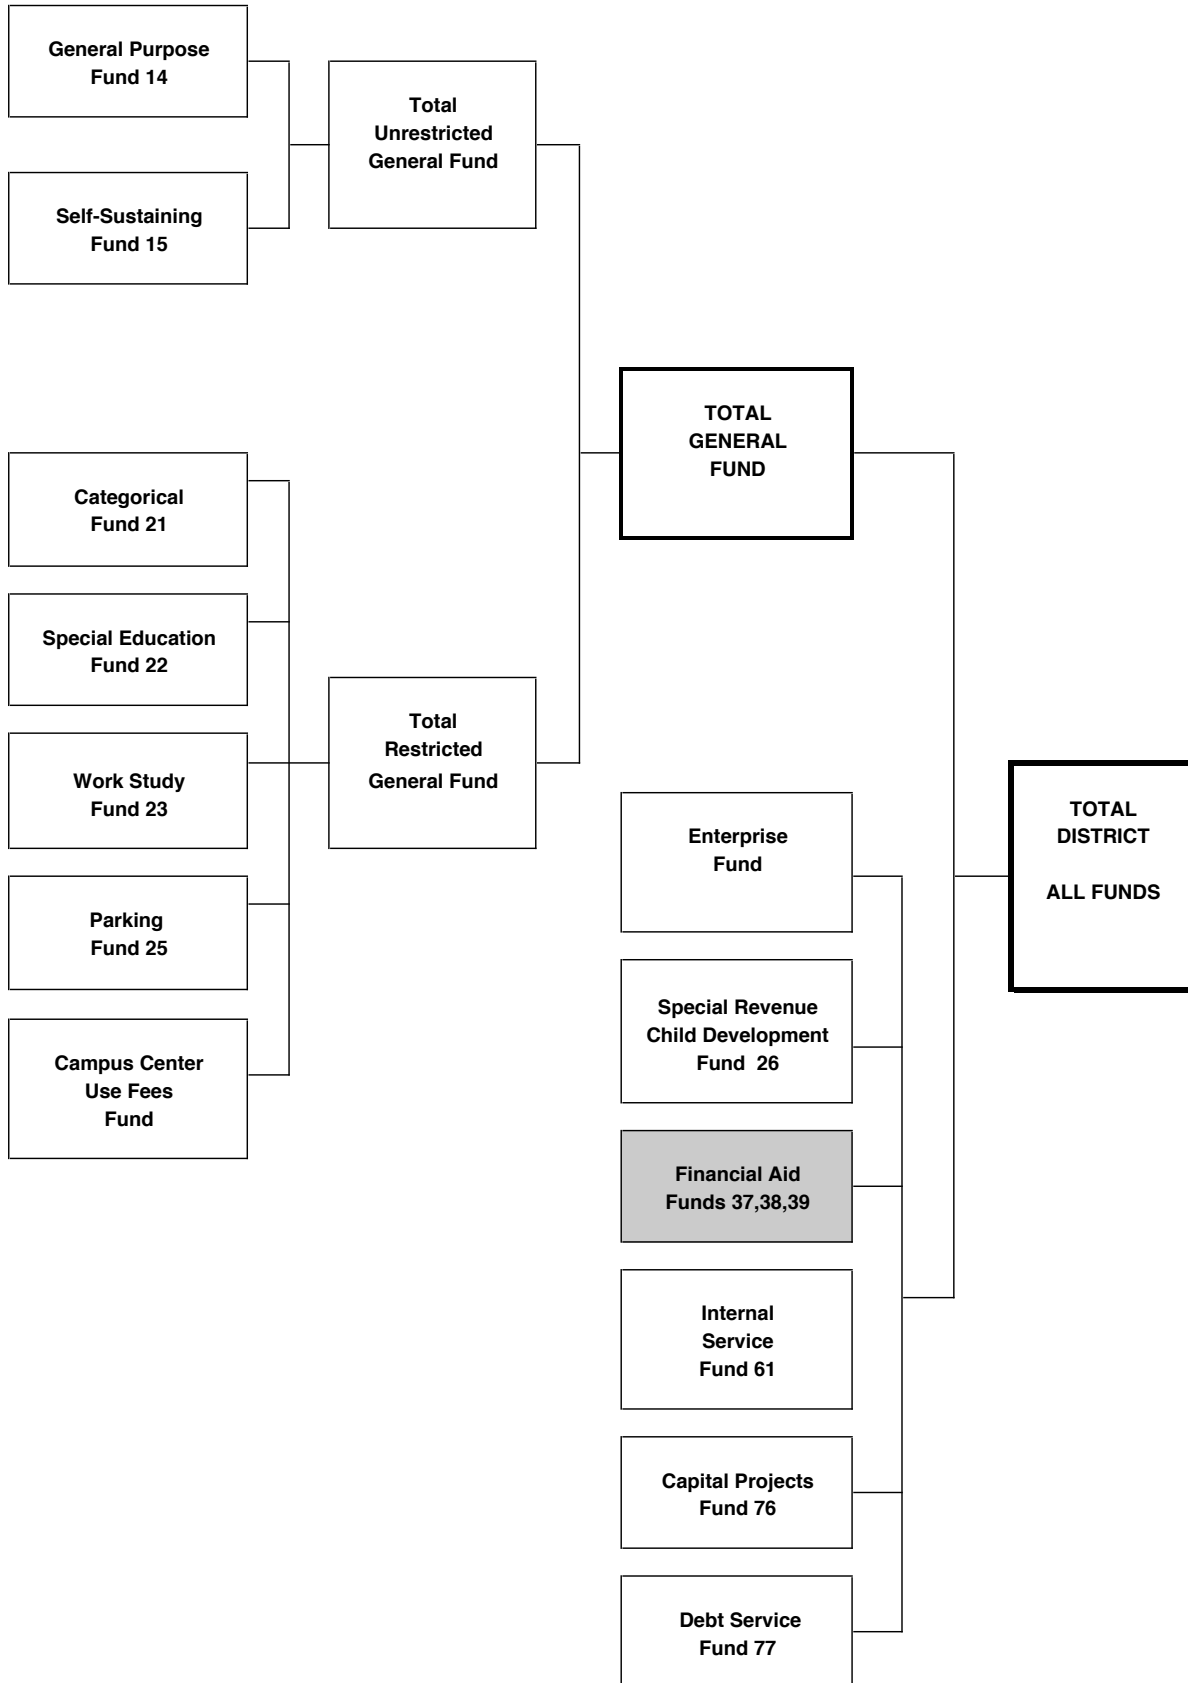 General Purpose
Fund 14
Self-Sustaining
Fund 15
Total
Unrestricted
General Fund
TOTAL
GENERAL
FUND
Categorical
Fund 21
Special Education
Fund 22
Work Study
Fund 23
Parking
Fund 25
Campus Center
Use Fees
Fund
Total
Restricted
General Fund
Enterprise
Fund
Special Revenue
Child Development
Fund  26
Financial Aid
Funds 37,38,39
Internal
Service
Fund 61
Capital Projects
Fund 76
Debt Service
Fund 77
TOTAL
DISTRICT
ALL FUNDS